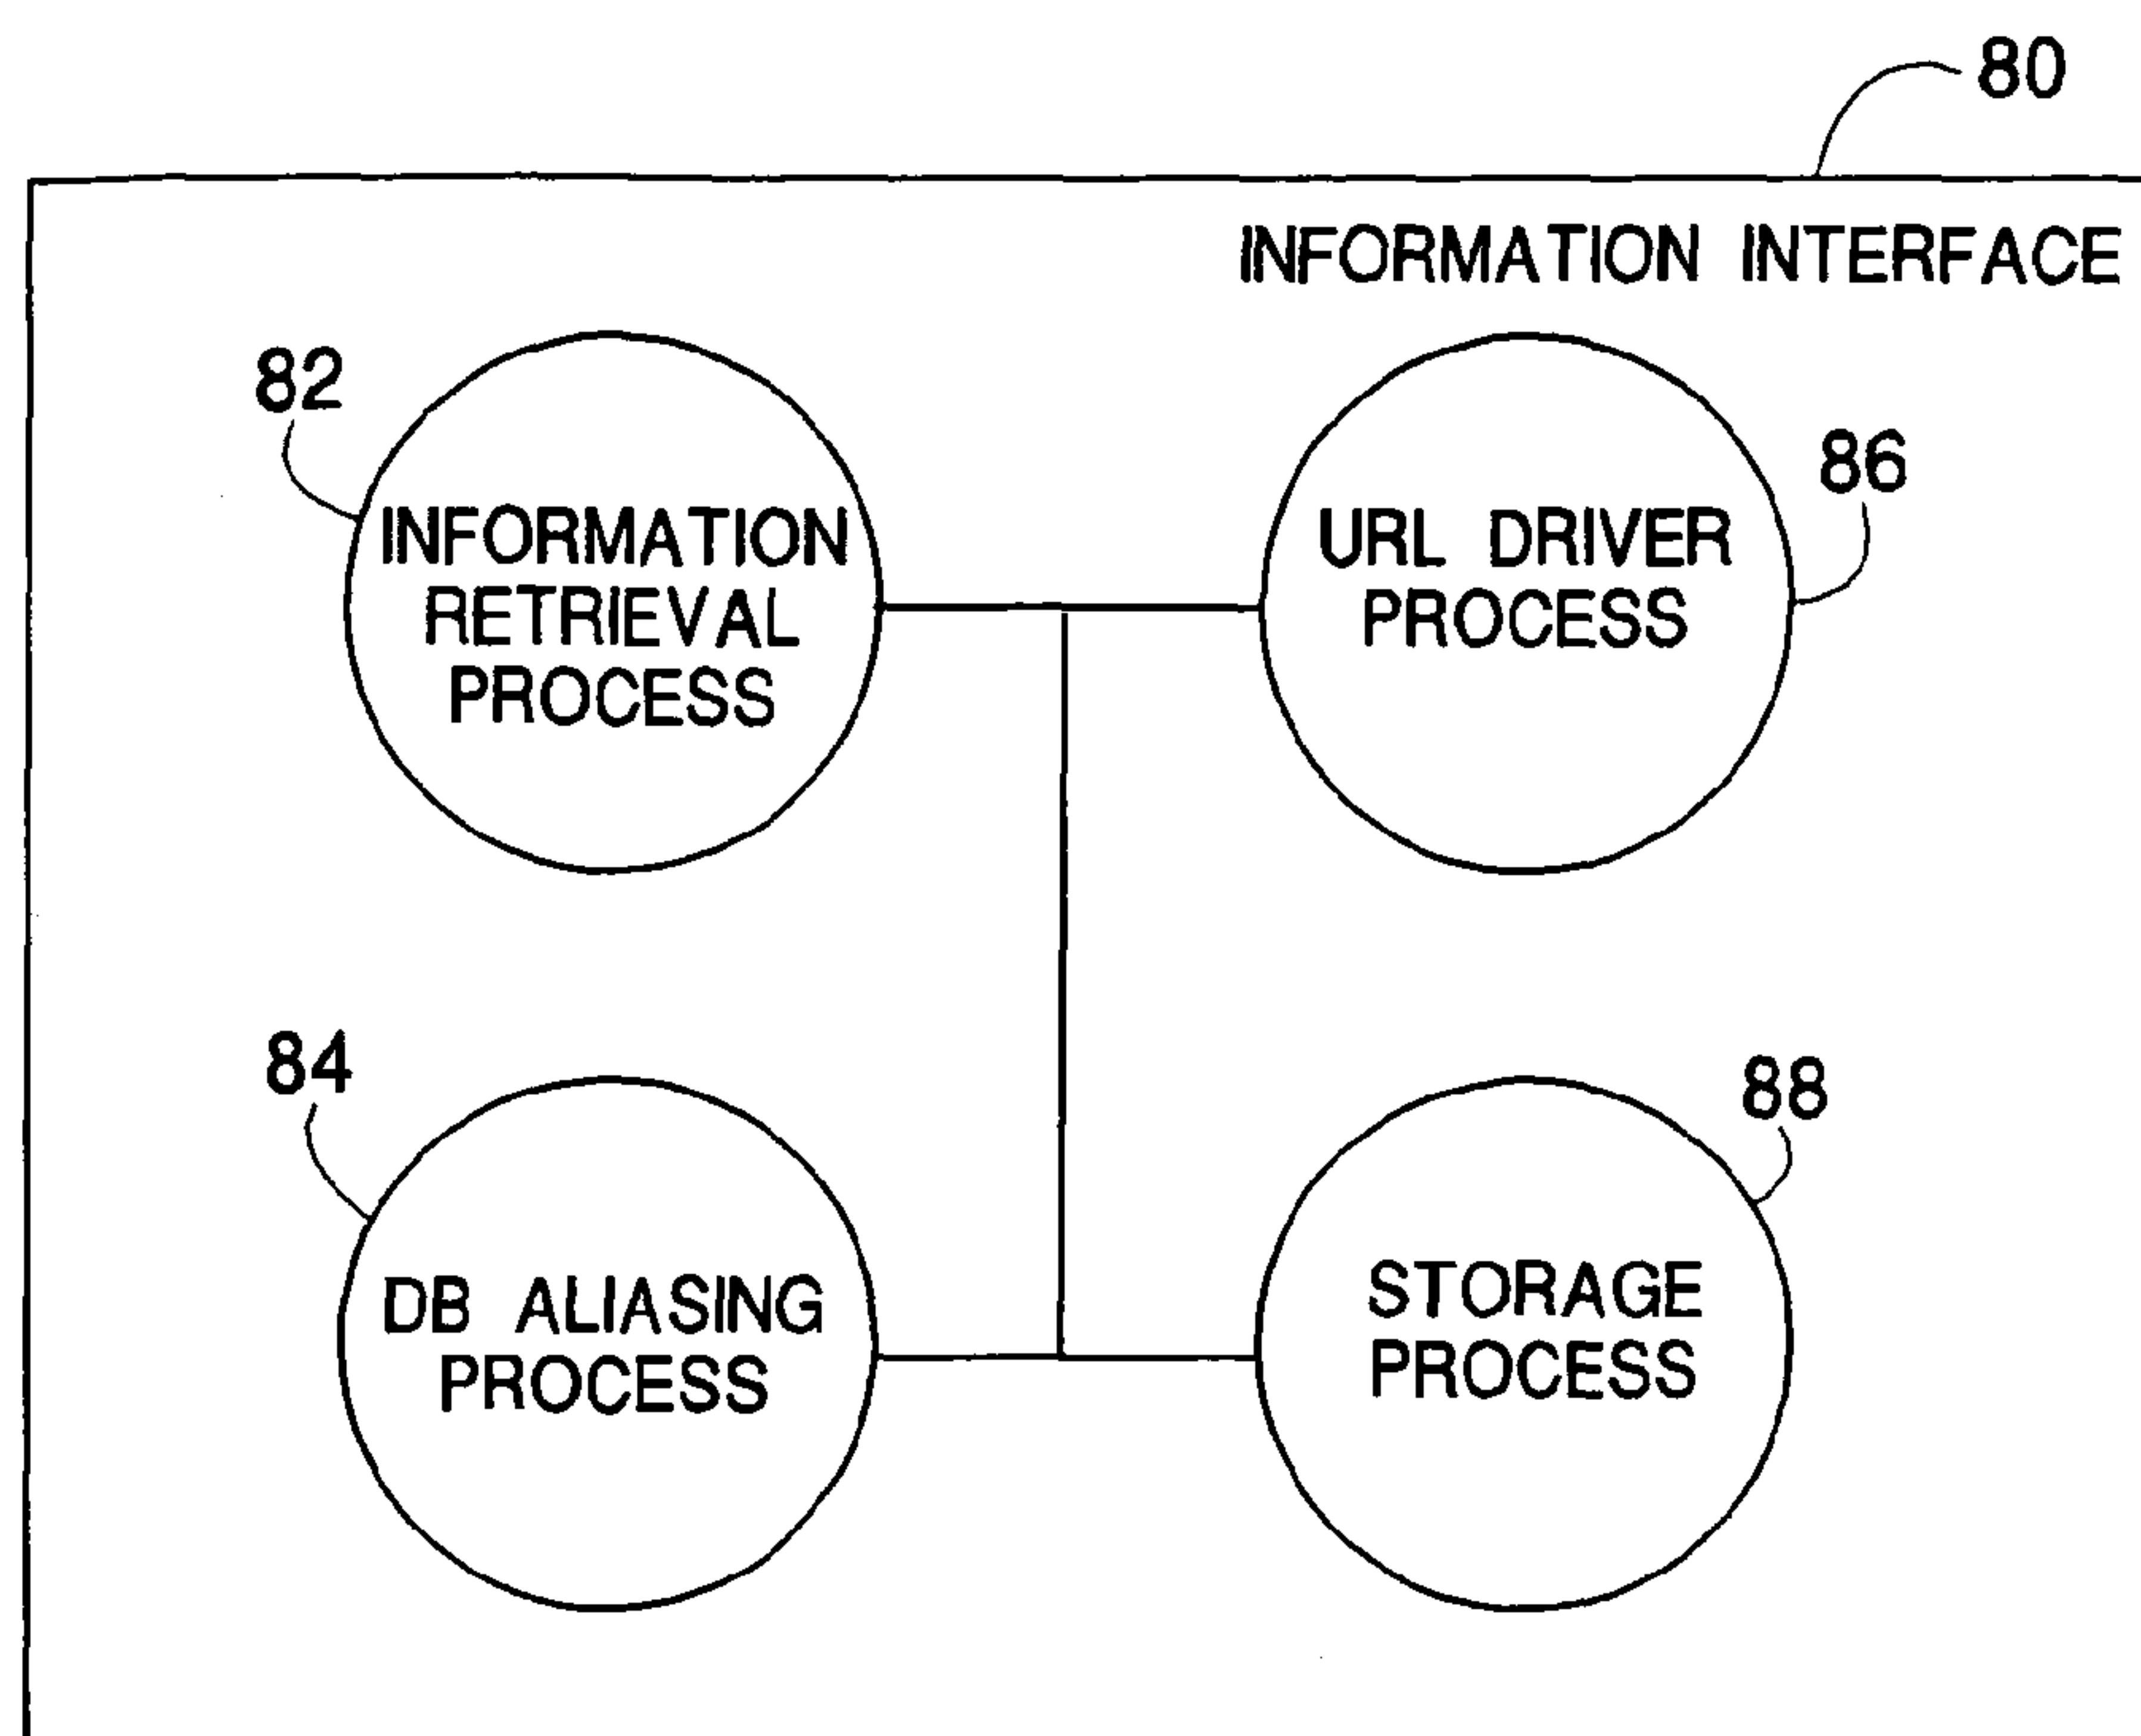 80
INFORMATION INTERFACE
82
INFORMATION
RETRIEVAL
PROCESS
86
URL DRIVER
PROCESS
84
DB ALIASING
PROCESS
88
STORAGE
PROCESS